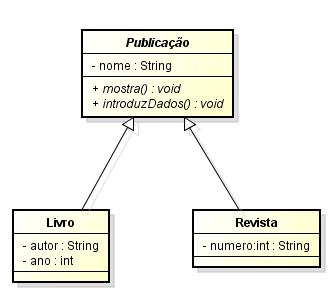 Publicação
- nome : String
+ mostra() : void
+ introduzDados() : void
Livro
- autor : String
- ano : int
Revista
- numero:int : String